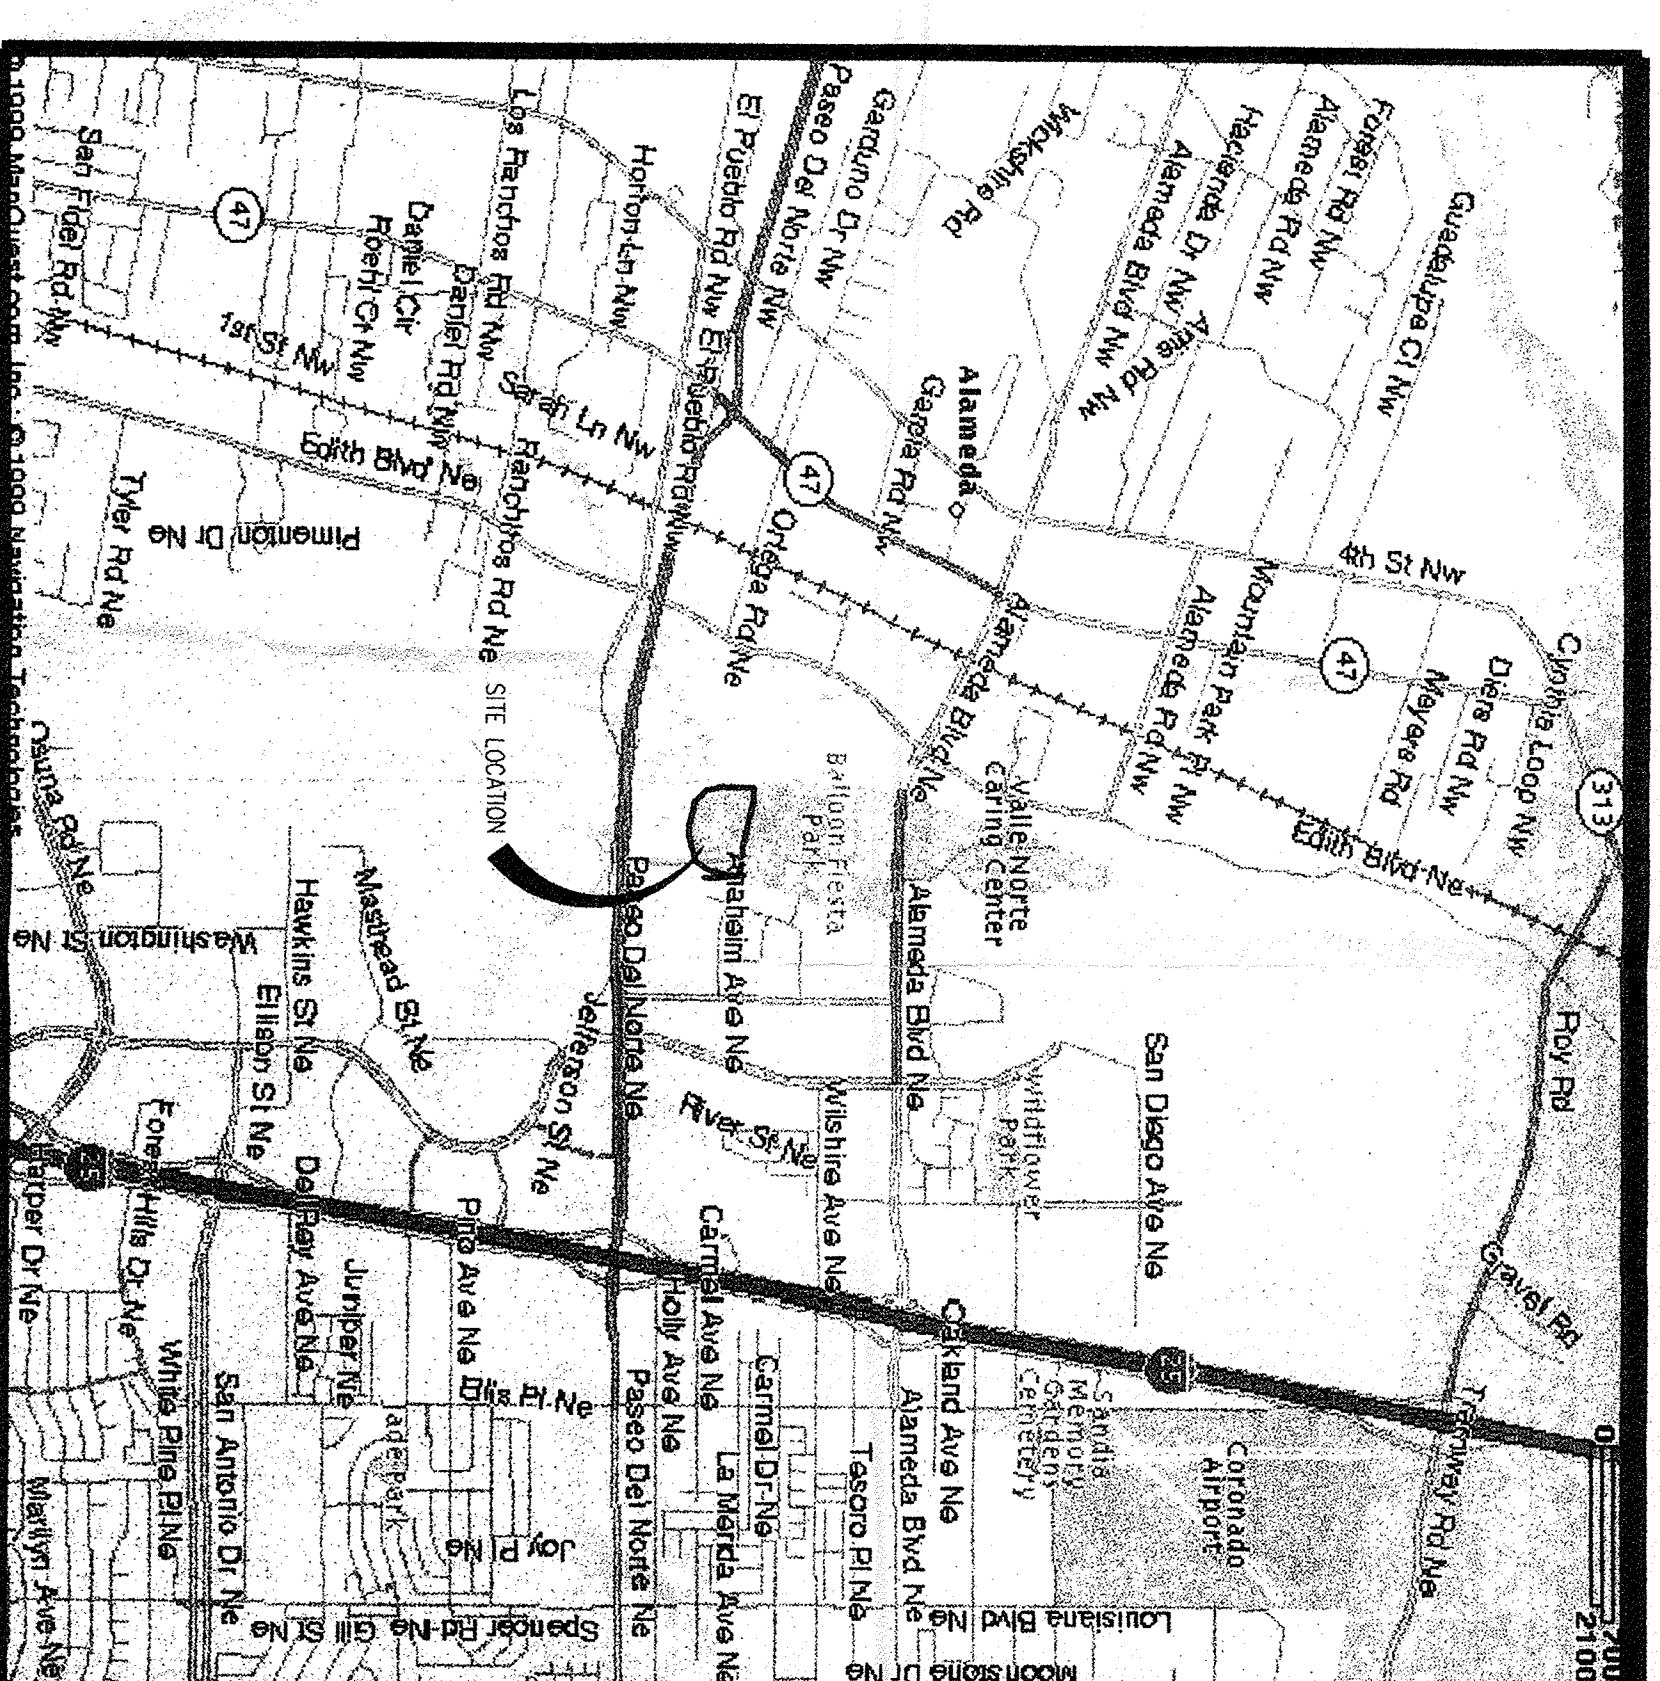 Forest Rd Nw
Alameda Rd Nw
Hacienda Dr Nw
Alameda Blvd Nw
Guadalupe Ct Nw
Wickshire Rd
Garduno Dr Nw
Paseo Del Norte Nw
El Pueblo Rd Nw
Horton Ln Nw
Los Ranchos Rd Nw
San Fidel Rd Nw
47
Daniel Cir
Roehl Ct Nw
Daniel Rd Nw
1st St Nw
Sarah Ln Nw
El Pueblo Rd Nw
Garcia Rd Nw
Alameda
Arno Rd Nw
4th St Nw
47
Edith Blvd Ne
Ranchitos Rd Ne
Ortega Rd Ne
Pimenton Dr Ne
Tyler Rd Ne
Alameda Blvd Ne
Alameda Rd Nw
Mountain Park Pl Nw
47
Meyers Rd
Diers Rd Nw
Cynthia Loop Nw
313
SITE LOCATION
Osuna Rd Ne
Balloon Fiesta
Park
Valle Norte
Caring Center
Edith Blvd Ne
Washington St Ne
Hawkins St Ne
Masthead St Ne
Ellison St Ne
Jefferson St Ne
Paseo Del Norte Ne
Anaheim Ave Ne
Alameda Blvd Ne
San Diego Ave Ne
Roy Rd
River St Ne
Wilshire Ave Ne
Wildflower
Park
25
Harper Dr Ne
Forest Hills Dr Ne
Del Rey Ave Ne
Juniper Ne
Pino Ave Ne
Ellis Pl Ne
Carmel Ave Ne
Holly Ave Ne
Carmel Dr Ne
Oakland Ave Ne
Gravel Rd
25
Tramway Rd Ne
White Pine Pl Ne
San Antonio Dr Ne
Marilyn Ave Ne
Joy Pl Ne
Paseo Del Norte Ne
La Merida Ave Ne
Tesoro Pl Ne
Alameda Blvd Ne
Sandia
Memory
Gardens
Cemetery
Coronado
Airport
Spencer Rd Ne
Gill St Ne
Louisiana Blvd Ne
Moonstone Dr Ne
0
2100